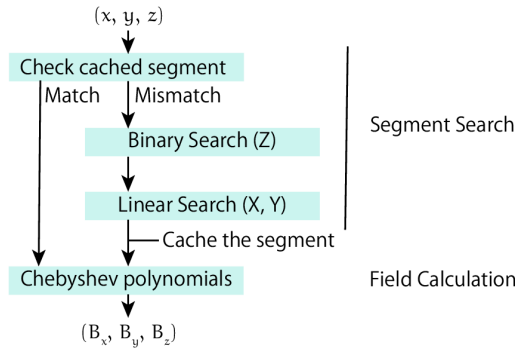 (x, y, z)
Check cached segment
Match
Mismatch
Binary Search (Z)
Segment Search
Linear Search (X, Y)
Cache the segment
Chebyshev polynomials
Field Calculation
(Bx, By, Bz)